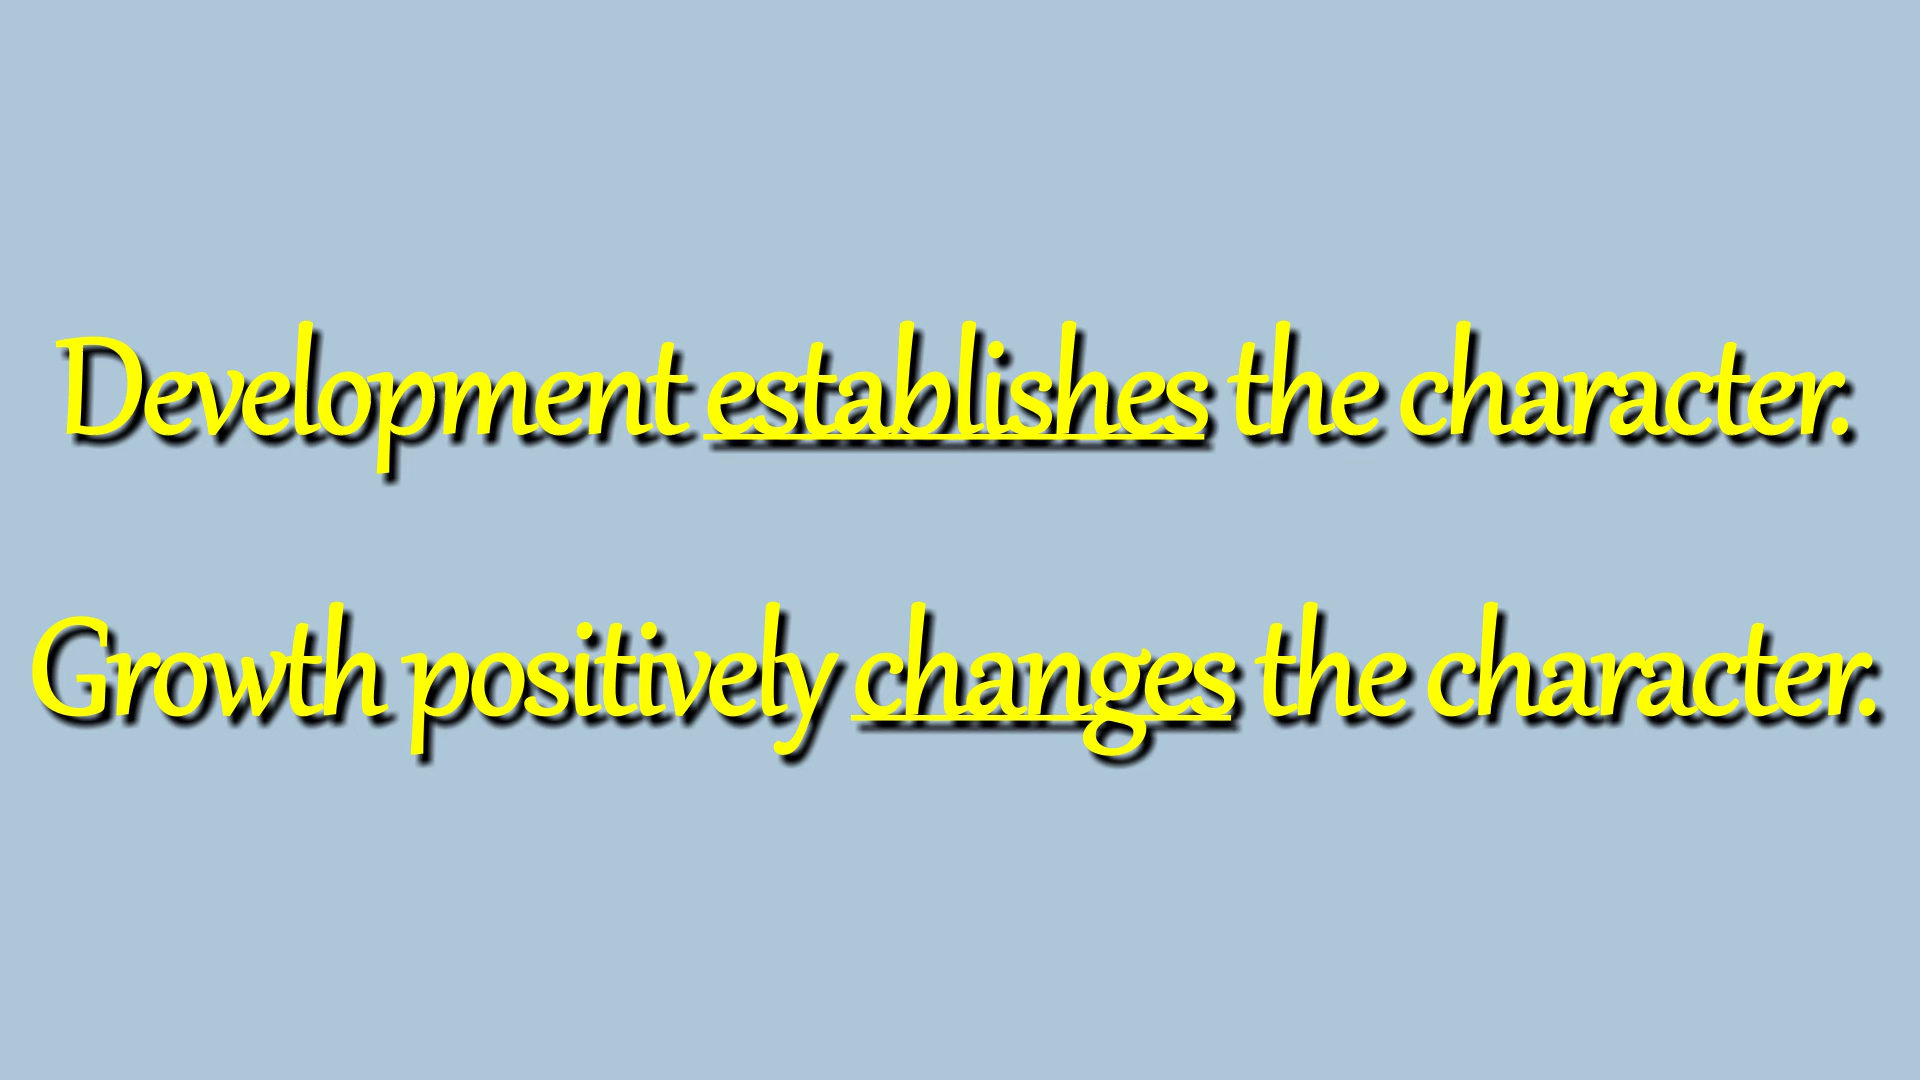 Development establishes the character.
Growth positively changes the character.